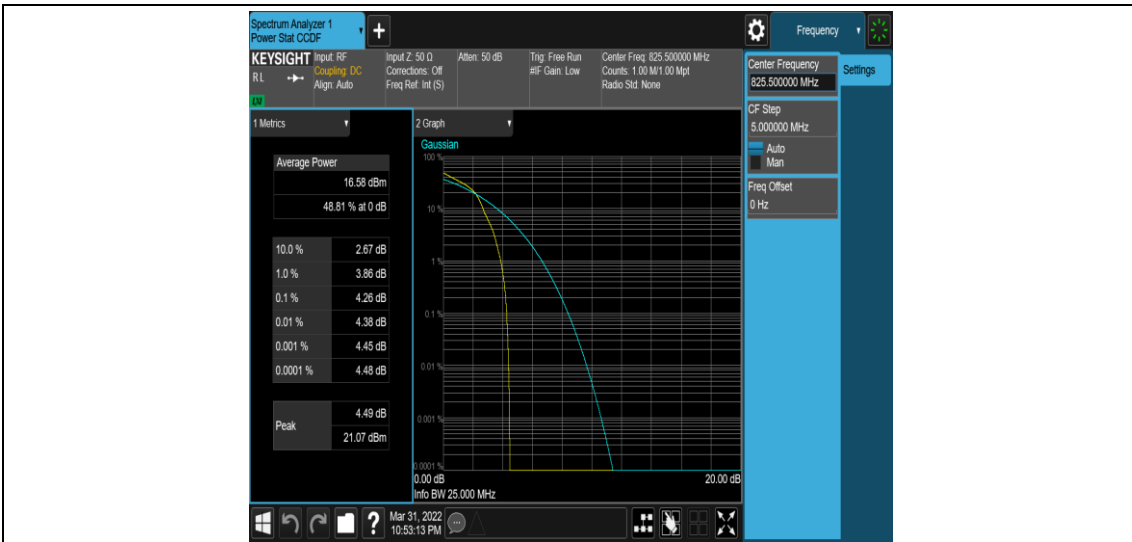 Spectrum Analyzer 1
Power Stat CCDF
+
Frequency
KEYSIGHT
RL
LXI
Input: RF
Coupling: DC
Align: Auto
Input Z: 50 Ω
Corrections: Off
Freq Ref: Int (S)
Atten: 50 dB
Trig: Free Run
#IF Gain: Low
Center Freq: 825.500000 MHz
Counts: 1.00 M/1.00 Mpt
Radio Std: None
Center Frequency
825.500000 MHz
Settings
CF Step
5.000000 MHz
Auto
Man
Freq Offset
0 Hz
1 Metrics
Average Power
16.58 dBm
48.81 % at 0 dB
10.0 % 2.67 dB
1.0 % 3.86 dB
0.1 % 4.26 dB
0.01 % 4.38 dB
0.001 % 4.45 dB
0.0001 % 4.48 dB
Peak
4.49 dB
21.07 dBm
2 Graph
Gaussian
100 %
10 %
1 %
0.1 %
0.01 %
0.001 %
0.0001 %
0.00 dB 20.00 dB
Info BW 25.000 MHz
?
Mar 31, 2022
10:53:13 PM